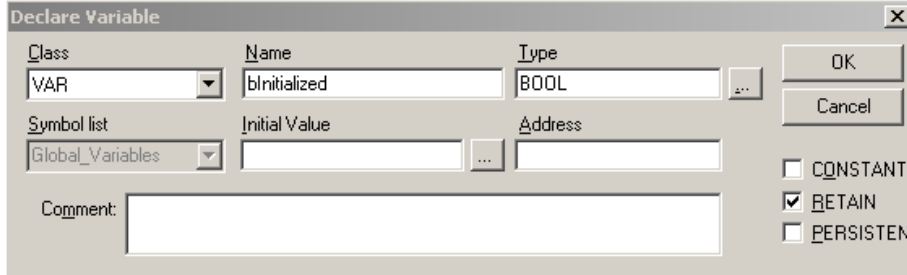 Declare Variable
Class Name Type
VAR bInitialized BOOL ... OK
Cancel
Symbol list Initial Value Address
Global_Variables ...
CONSTANT
Comment: RETAIN
PERSISTEN